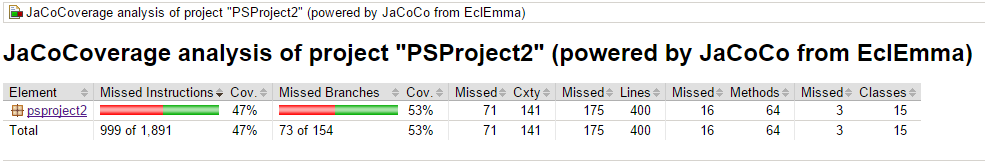 JaCoCoverage analysis of project "PSProject2" (powered by JaCoCo from EclEmma)
JaCoCoverage analysis of project "PSProject2" (powered by JaCoCo from EclEmma)
Element Missed Instructions Cov. Missed Branches Cov. Missed Cxty Missed Lines Missed Methods Missed Classes
psproject2 47% 53% 71 141 175 400 16 64 3 15
Total 999 of 1,891 47% 73 of 154 53% 71 141 175 400 16 64 3 15